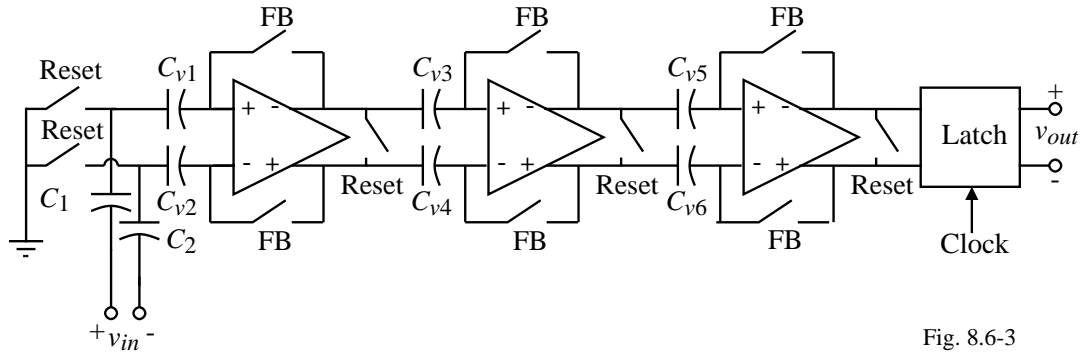 FB FB FB
Reset Cv1 Cv3 Cv5
+ - + - + - +
Reset Latch vout
- + - + - + -
C1 Cv2 Reset Cv4 Reset Cv6 Reset
C2 FB FB FB Clock
+ vin -
Fig. 8.6-3